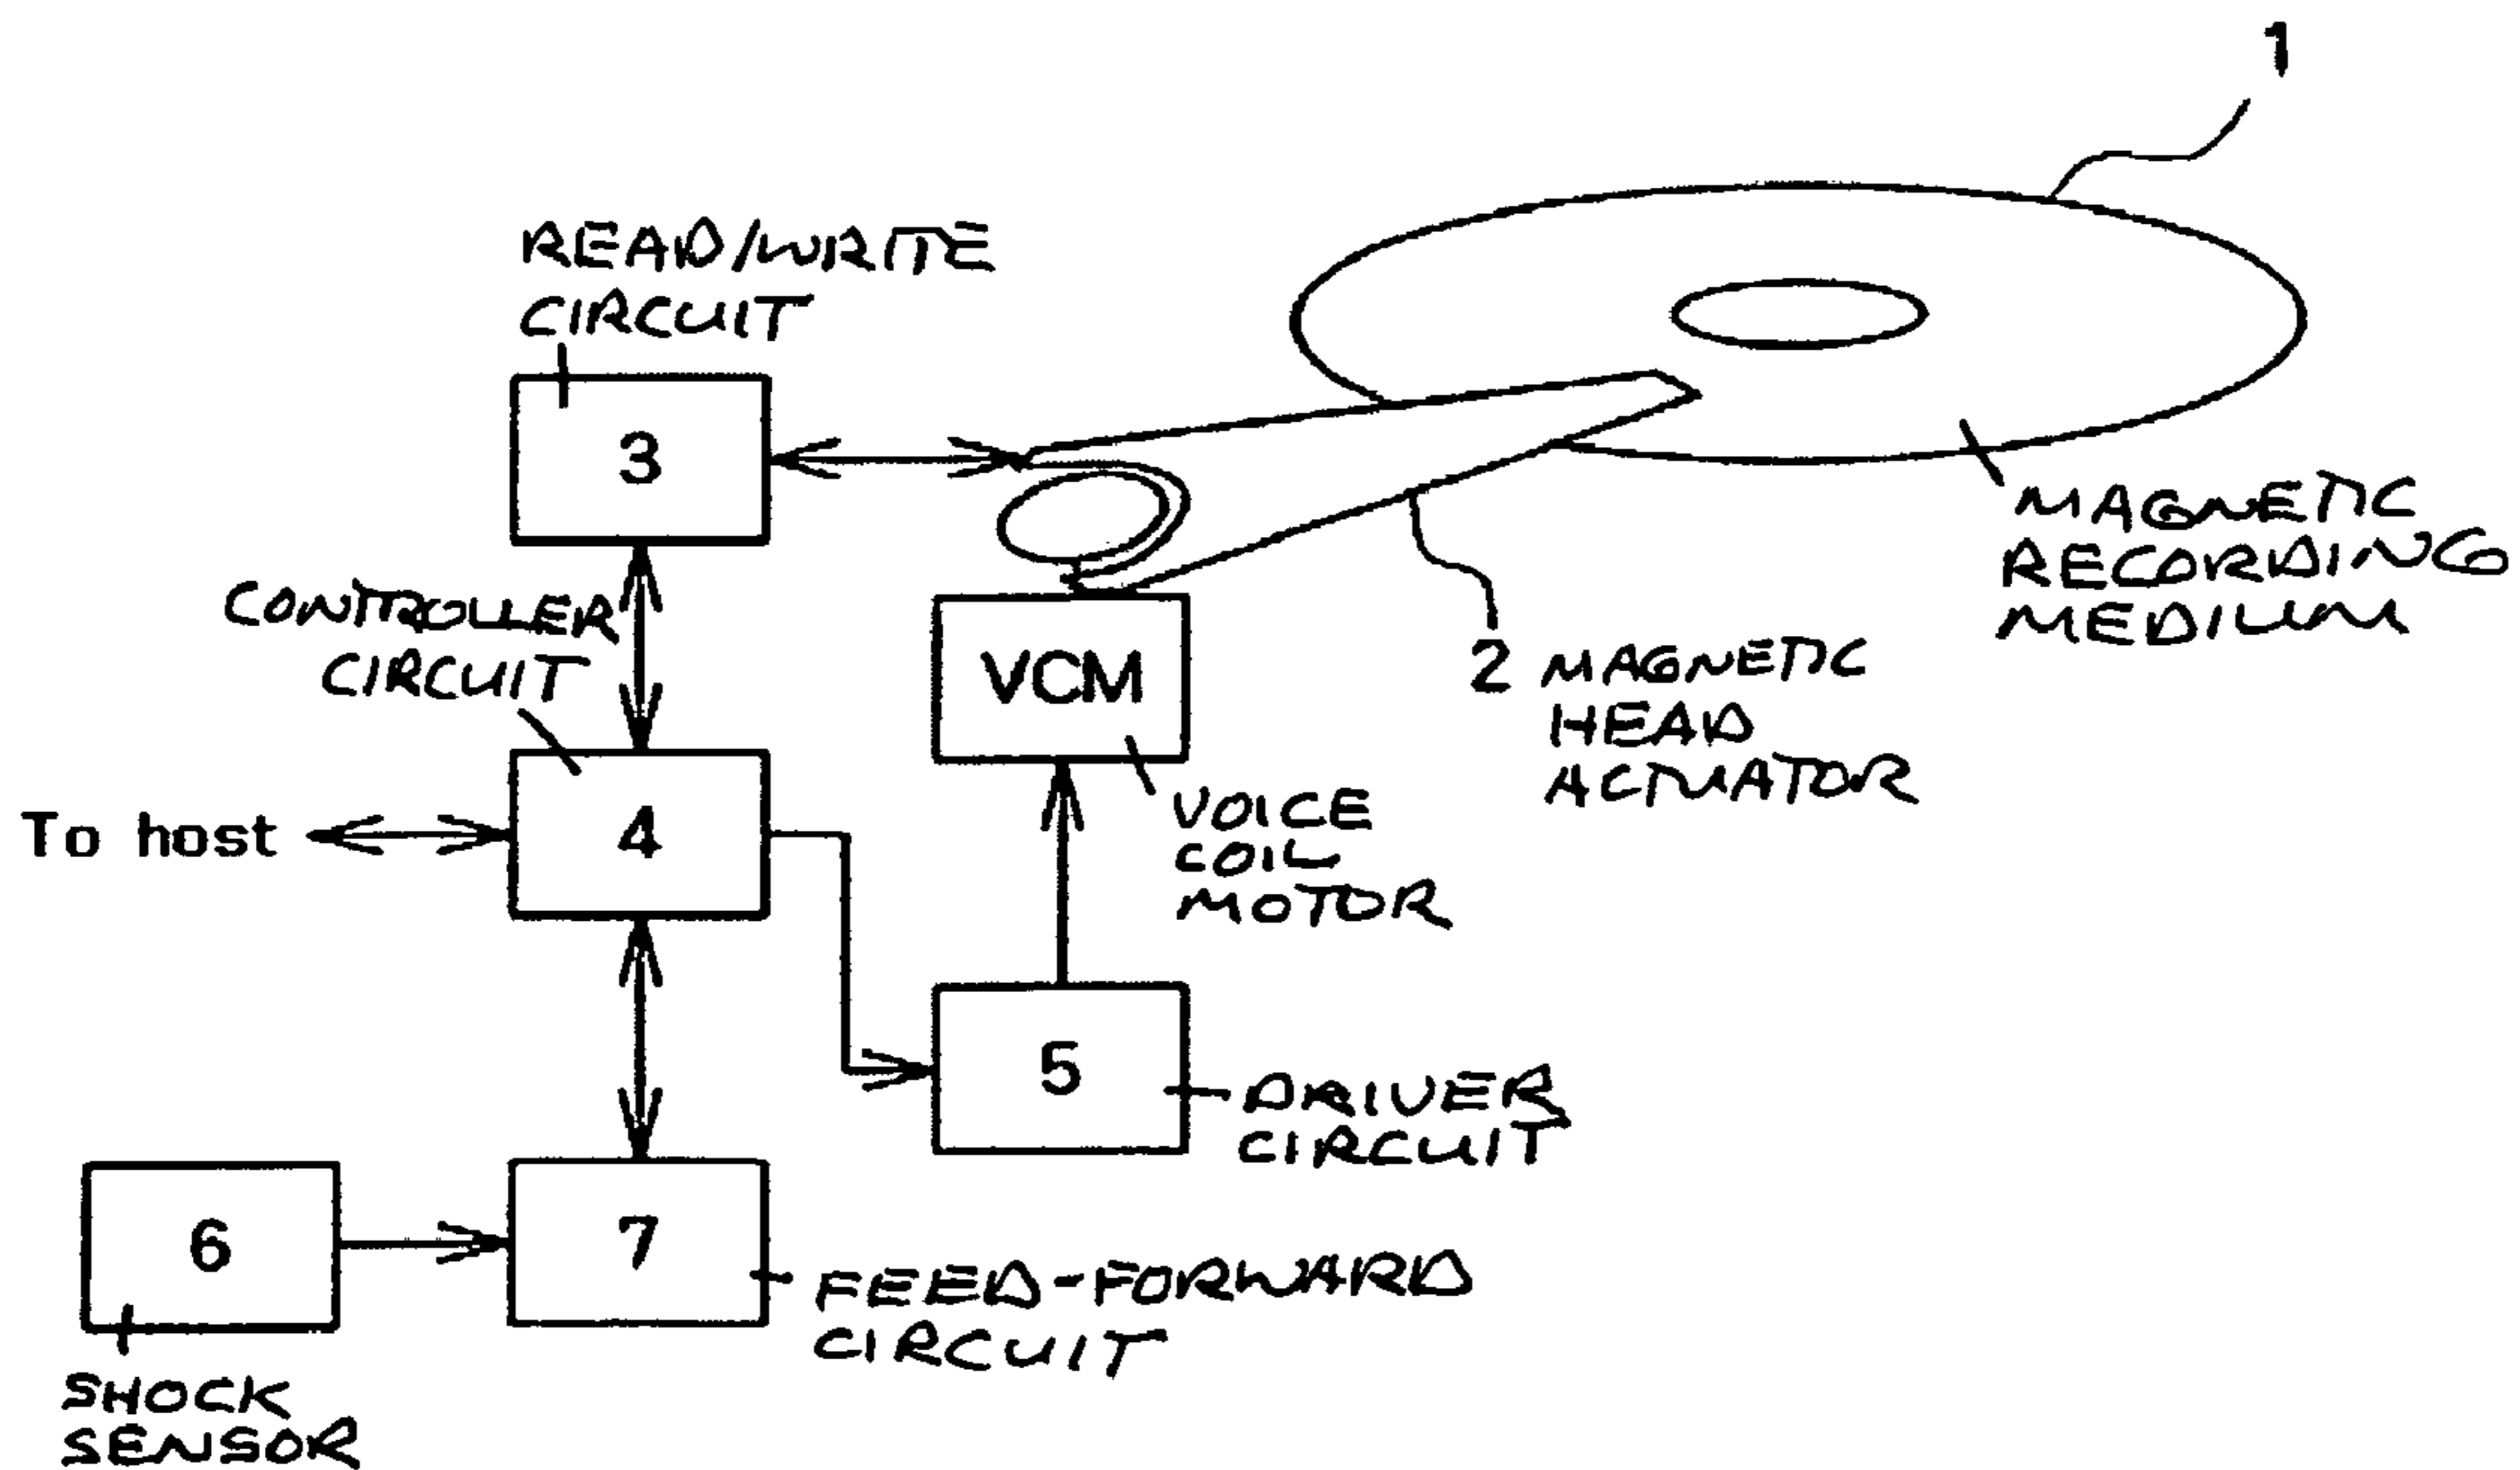 1
READ/WRITE
CIRCUIT
3
MAGNETIC
RECORDING
MEDIUM
CONTROLLER
CIRCUIT
VCM
2 MAGNETIC
HEAD
ACTUATOR
To host
4
VOICE
COIL
MOTOR
5
DRIVER
CIRCUIT
6
7
FEED-FORWARD
CIRCUIT
SHOCK
SENSOR